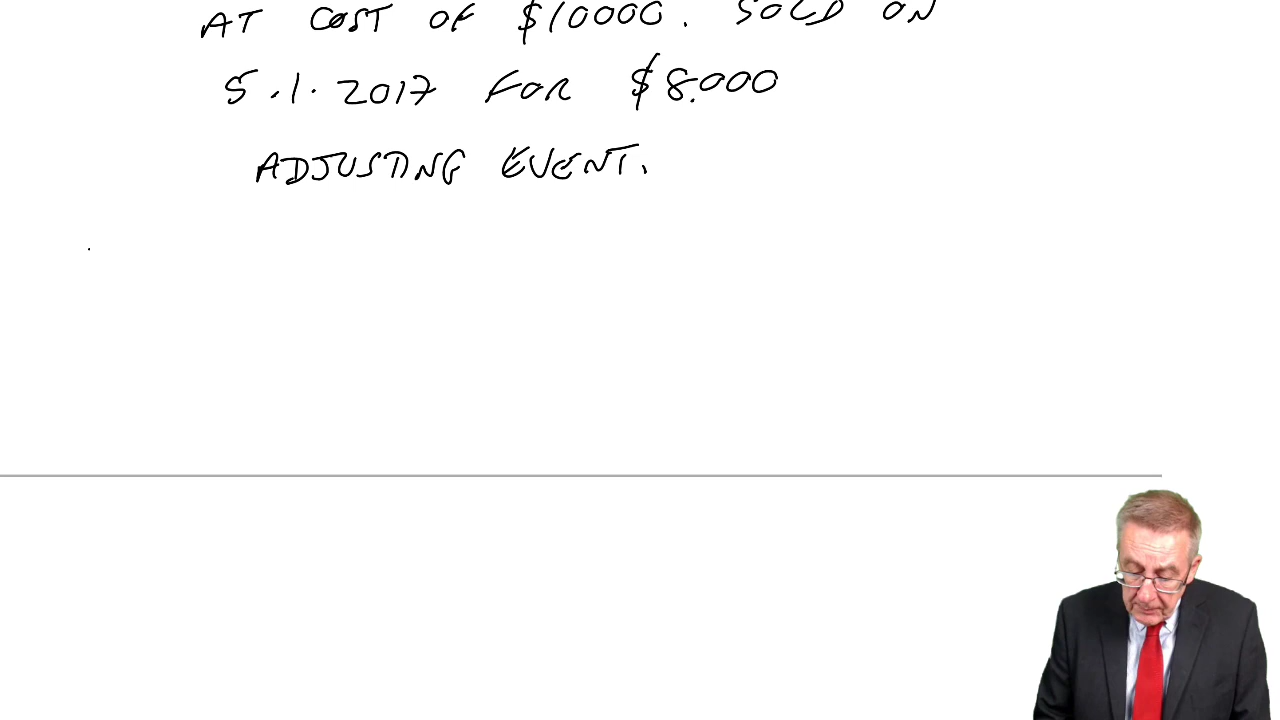 AT COST OF $10000. SOLD ON
5.1.2017 FOR $8,000
ADJUSTING EVENT.